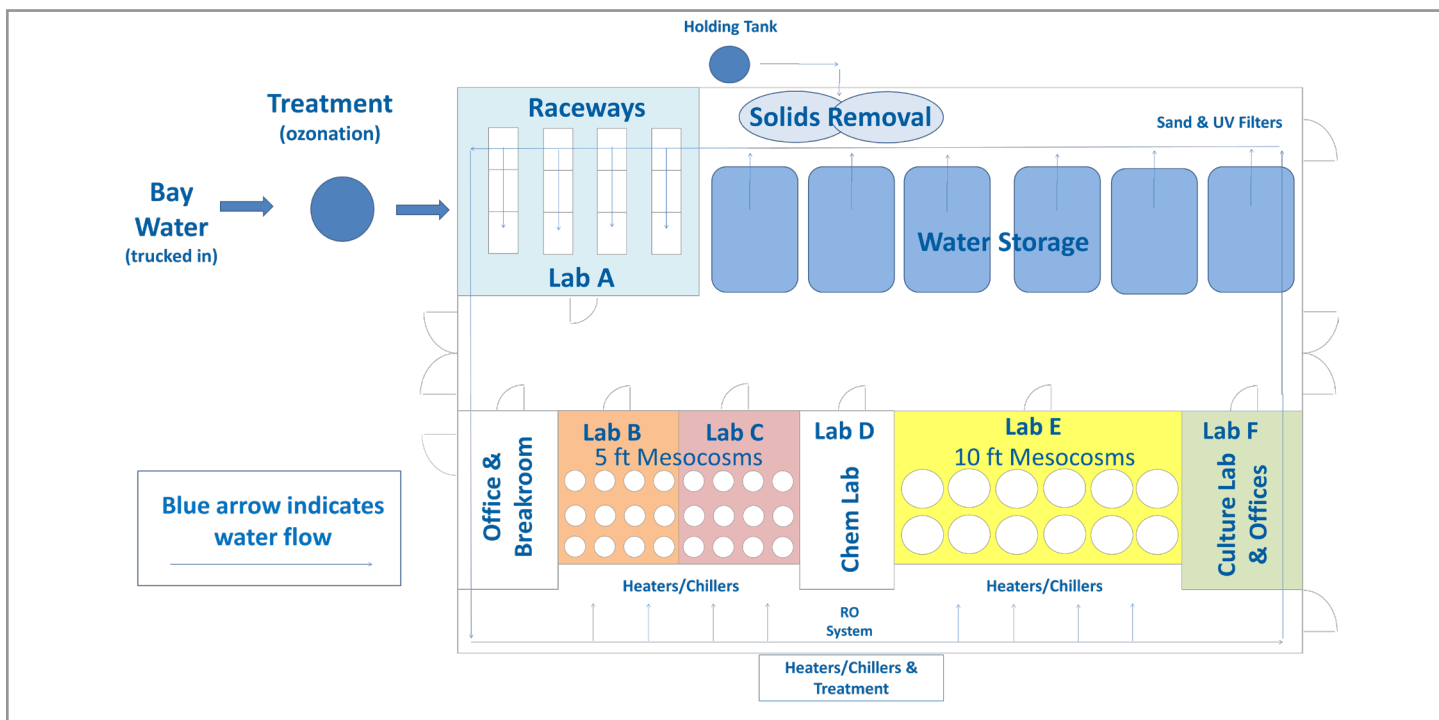 Holding Tank
Treatment
(ozonation)
Raceways
Solids Removal
Sand & UV Filters
Bay
Water
(trucked in)
Water Storage
Lab A
Office &
Breakroom
Lab B
Lab C
5 ft Mesocosms
Lab D
Chem Lab
Lab E
10 ft Mesocosms
Lab F
Culture Lab
& Offices
Blue arrow indicates
water flow
Heaters/Chillers
Heaters/Chillers
RO
System
Heaters/Chillers &
Treatment